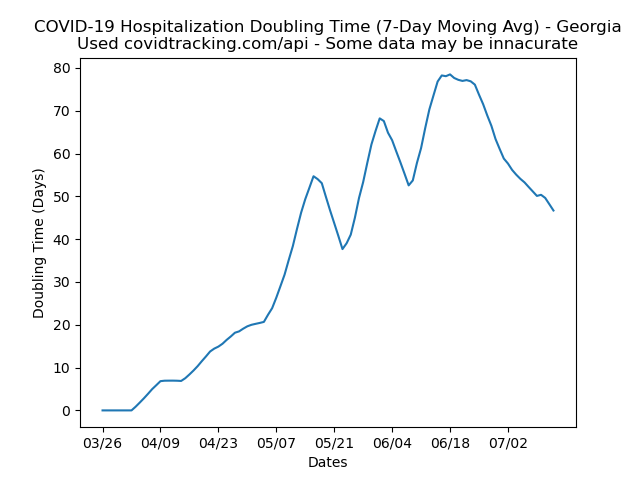 COVID-19 Hospitalization Doubling Time (7-Day Moving Avg) - Georgia
Used covidtracking.com/api - Some data may be innacurate
80
70
60
50
40
30
20
10
0
Doubling Time (Days)
03/26 04/09 04/23 05/07 05/21 06/04 06/18 07/02
Dates